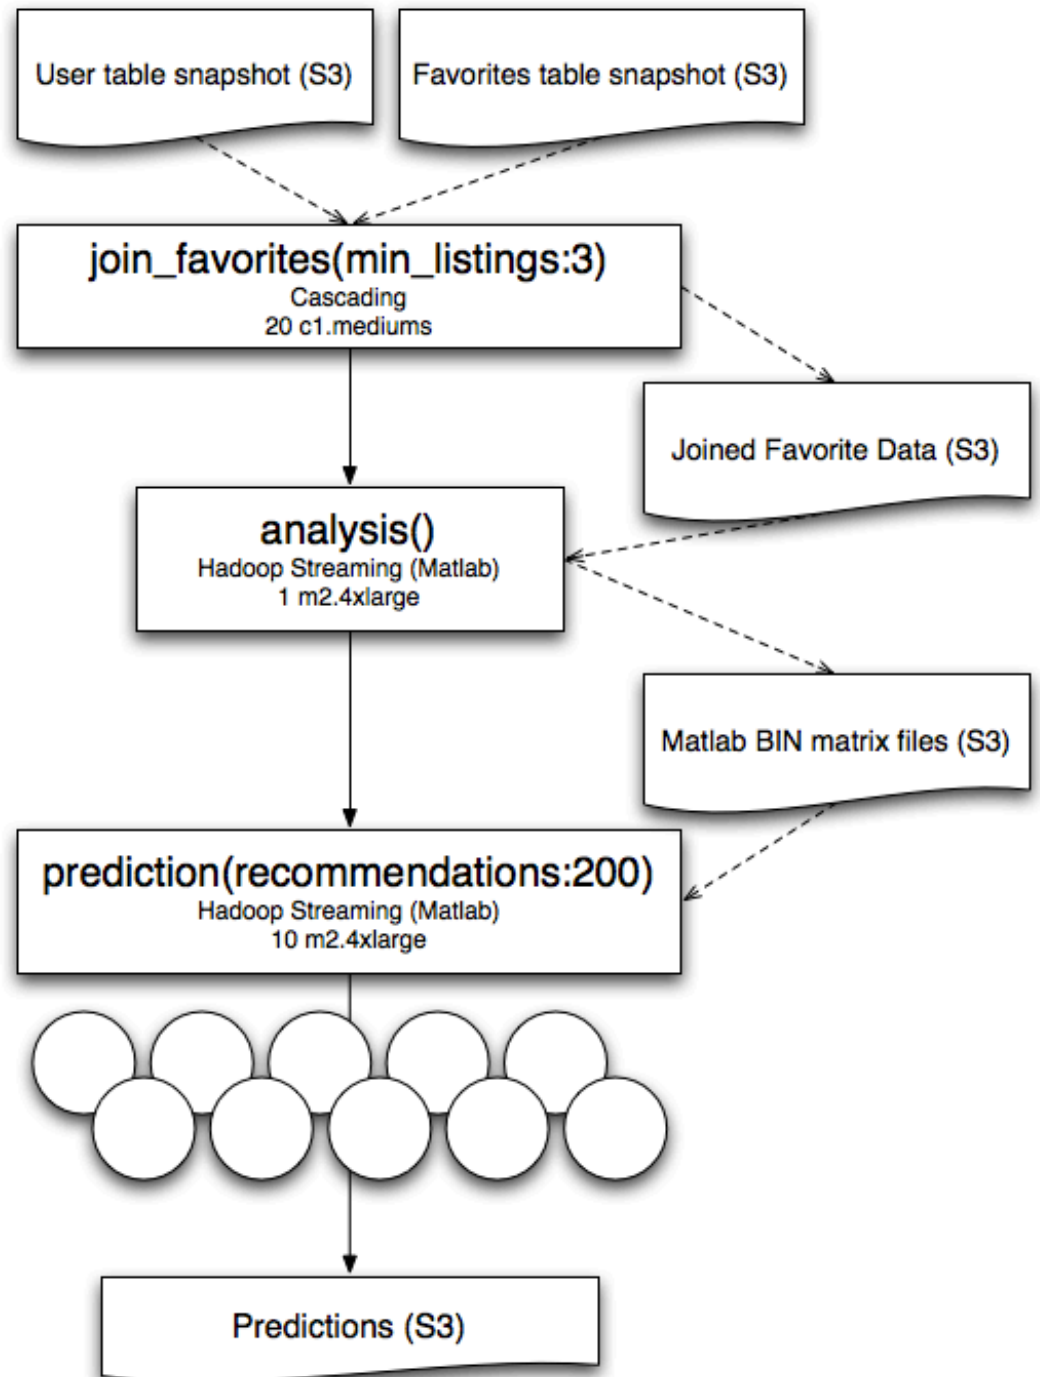 User table snapshot (S3)
Favorites table snapshot (S3)
join_favorites(min_listings:3)
Cascading
20 c1.mediums
Joined Favorite Data (S3)
analysis()
Hadoop Streaming (Matlab)
1 m2.4xlarge
Matlab BIN matrix files (S3)
prediction(recommendations:200)
Hadoop Streaming (Matlab)
10 m2.4xlarge
Predictions (S3)